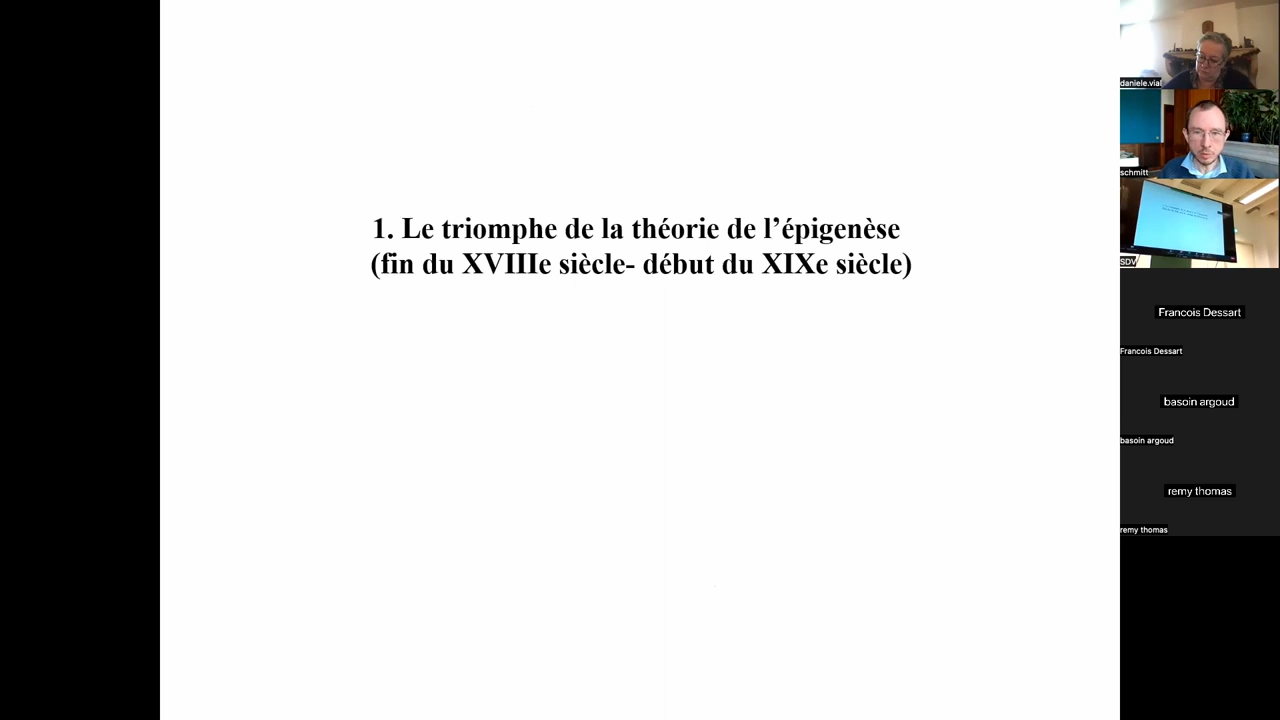 1. Le triomphe de la théorie de l’épigenèse
(fin du XVIIIe siècle- début du XIXe siècle)
daniele.vial
schmitt
SDV
Francois Dessart
Francois Dessart
basoin argoud
basoin argoud
remy thomas
remy thomas